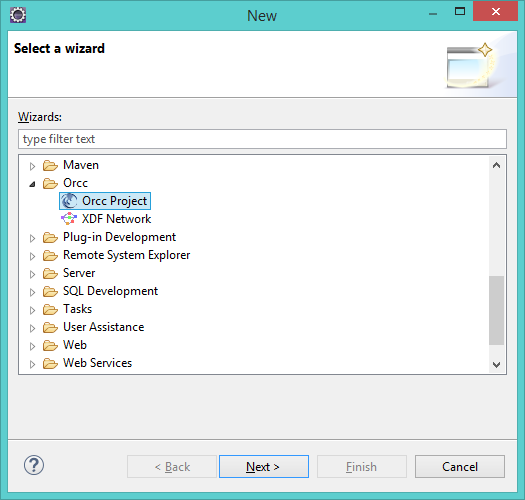 New
Select a wizard
Wizards:
type filter text
Maven
Orcc
Orcc Project
XDF Network
Plug-in Development
Remote System Explorer
Server
SQL Development
Tasks
User Assistance
Web
Web Services
? < Back Next > Finish Cancel